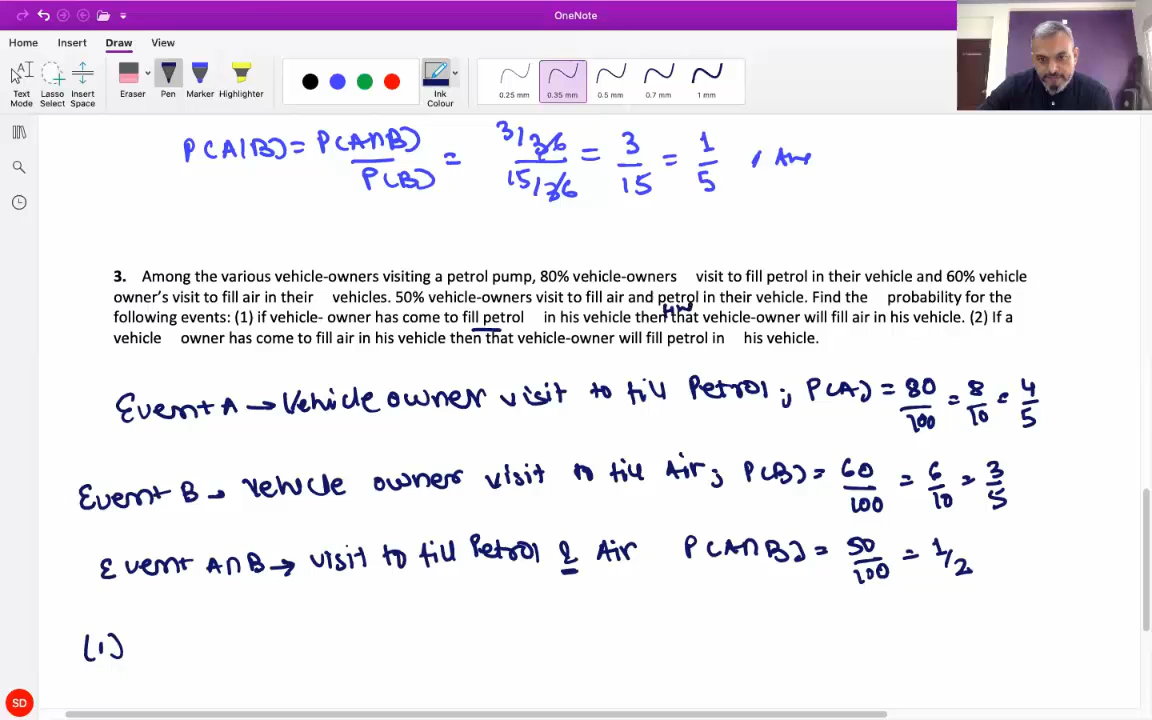 OneNote
Home Insert Draw View
Text Mode Lasso Select Insert Space Eraser Pen Marker Highlighter Ink Colour 0.25 mm 0.35 mm 0.5 mm 0.7 mm 1 mm
P(A|B) = P(A∩B) / P(B) = 3/36 / 15/36 = 3/15 = 1/5 , Ans
3. Among the various vehicle-owners visiting a petrol pump, 80% vehicle-owners visit to fill petrol in their vehicle and 60% vehicle
owner's visit to fill air in their vehicles. 50% vehicle-owners visit to fill air and petrol in their vehicle. Find the probability for the
following events: (1) if vehicle- owner has come to fill petrol in his vehicle then that vehicle-owner will fill air in his vehicle. (2) If a
vehicle owner has come to fill air in his vehicle then that vehicle-owner will fill petrol in his vehicle.
Event A → Vehicle owner visit to fill Petrol ; P(A) = 80/100 = 8/10 = 4/5
Event B → Vehicle owner visit to fill Air ; P(B) = 60/100 = 6/10 = 3/5
Event A∩B → visit to fill Petrol & Air P(A∩B) = 50/100 = 1/2
(1)
SD